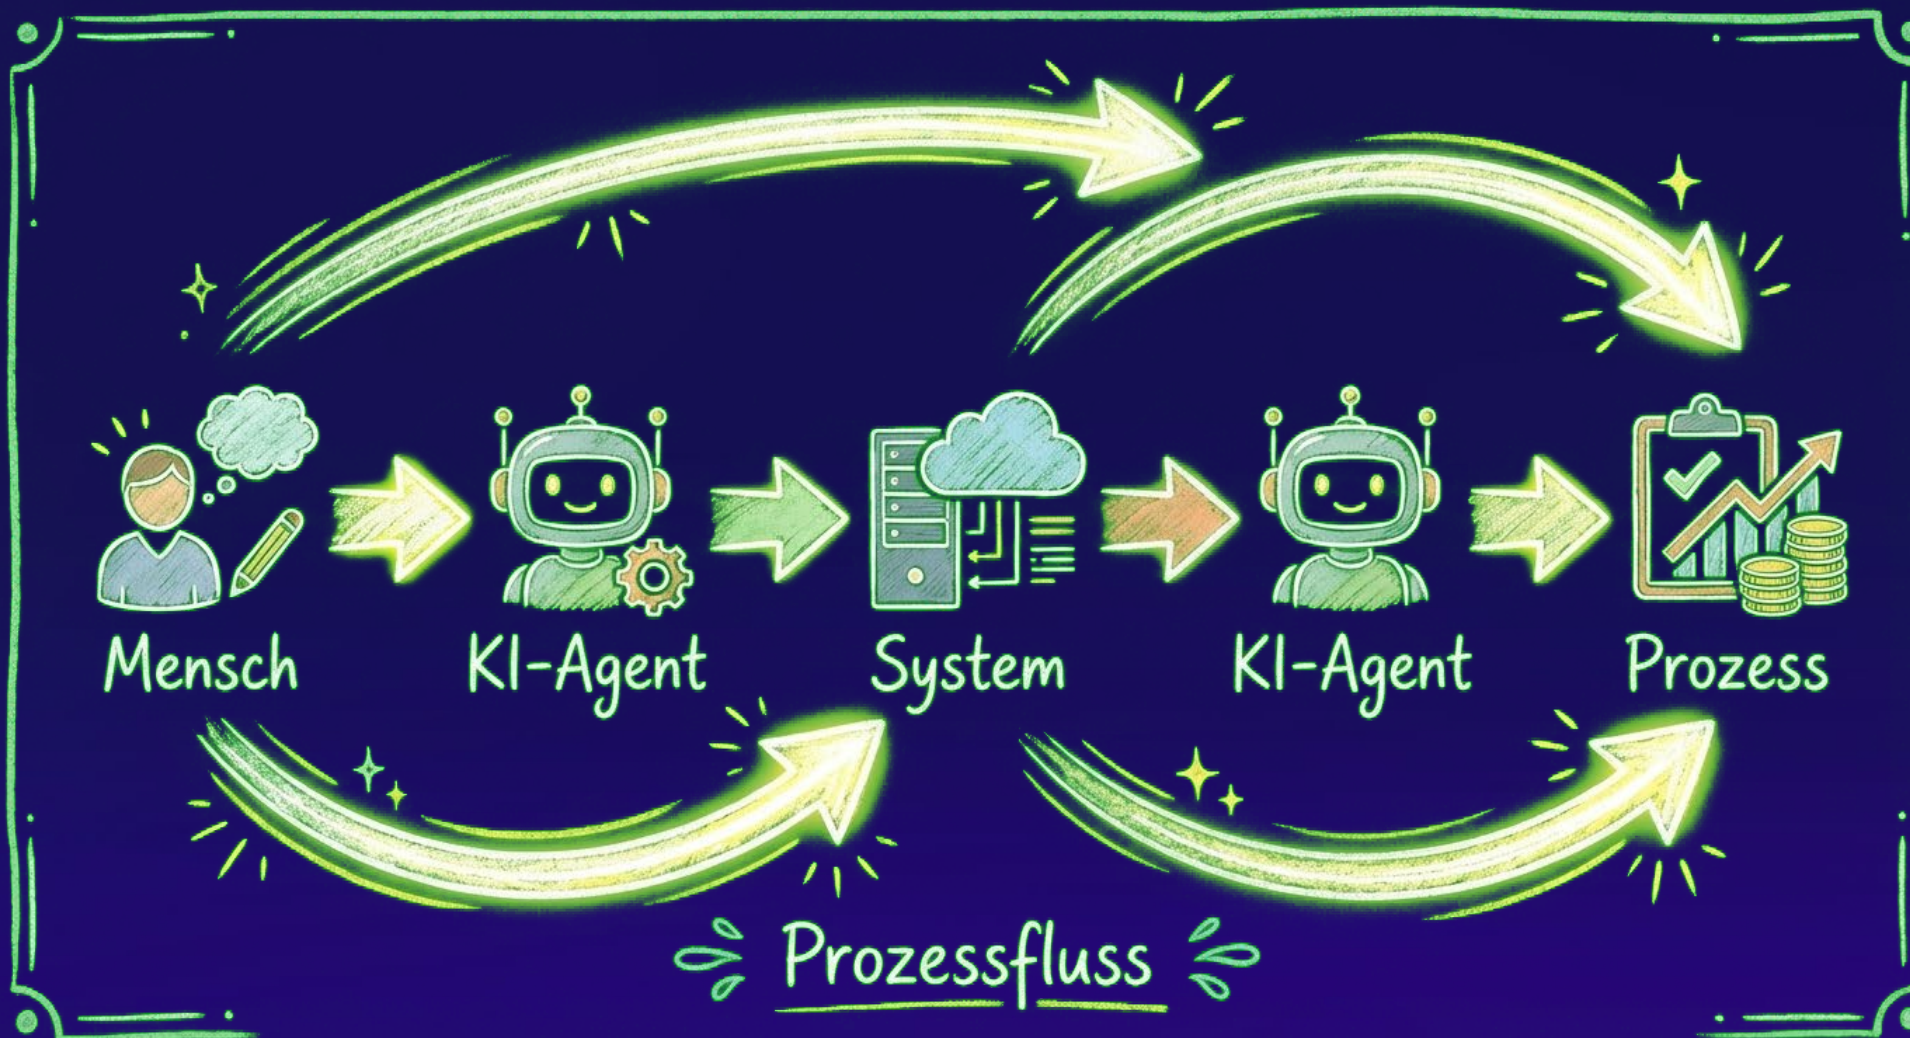 Mensch
KI-Agent
System
KI-Agent
Prozess
Prozessfluss